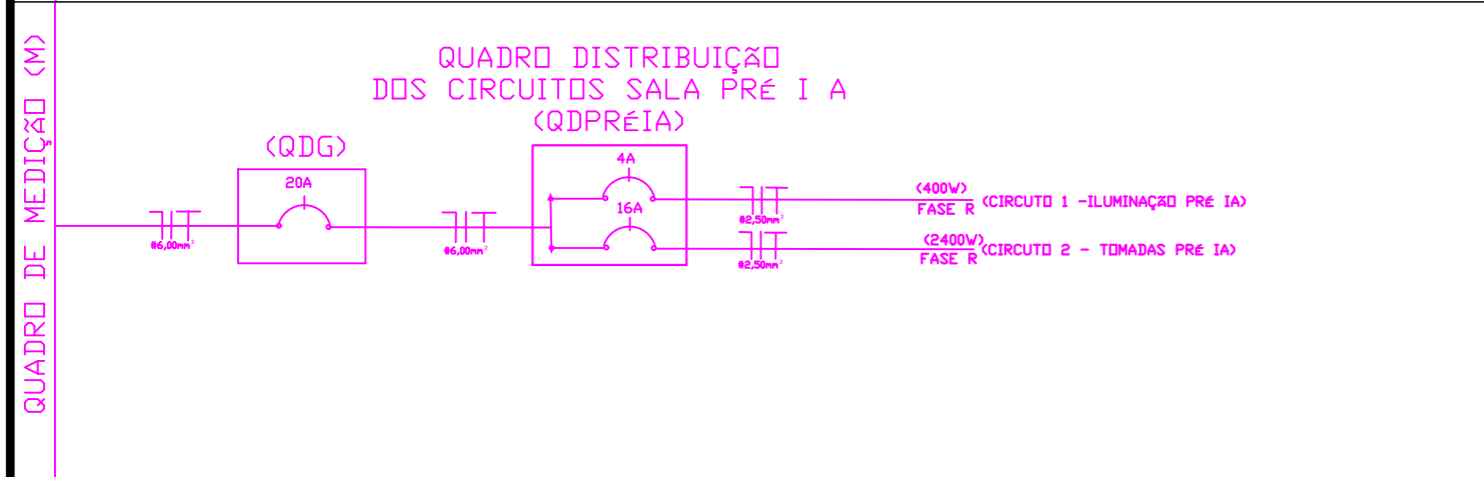 QUADRO DE MEDIÇÃO (M)
QUADRO DISTRIBUIÇÃO
DOS CIRCUITOS SALA PRÉ I A
(QDPRÉIA)
(QDG)
20A
#6,00mm²
#6,00mm²
4A
16A
#2,50mm²
#2,50mm²
(400W)
FASE R (CIRCUTO 1 -ILUMINAÇÃO PRÉ IA)
(2400W)
FASE R (CIRCUTO 2 - TOMADAS PRÉ IA)